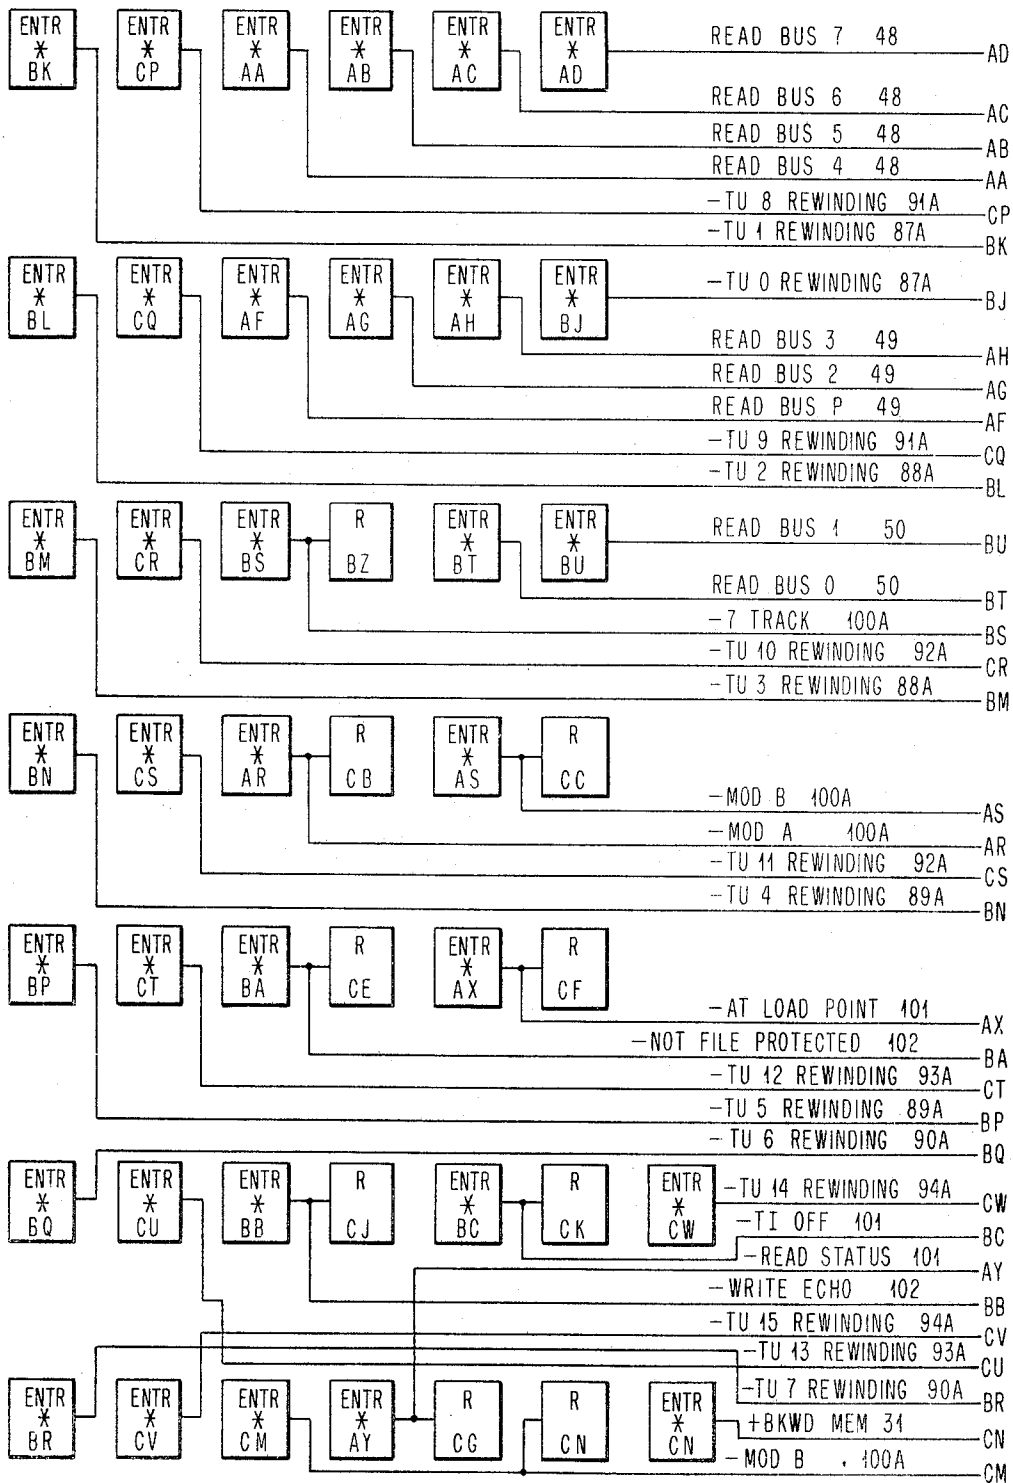 ENTR ENTR ENTR ENTR ENTR ENTR READ BUS 7 48
* * * * * * AD
BK CP AA AB AC AD
READ BUS 6 48
AC
READ BUS 5 48
AB
READ BUS 4 48
AA
-TU 8 REWINDING 91A
CP
-TU 1 REWINDING 87A
BK
ENTR ENTR ENTR ENTR ENTR ENTR -TU 0 REWINDING 87A
* * * * * * BJ
BL CQ AF AG AH BJ
READ BUS 3 49
AH
READ BUS 2 49
AG
READ BUS P 49
AF
-TU 9 REWINDING 91A
CQ
-TU 2 REWINDING 88A
BL
ENTR ENTR ENTR R ENTR ENTR READ BUS 1 50
* * * * * BU
BM CR BS BZ BT BU
READ BUS 0 50
BT
-7 TRACK 100A
BS
-TU 10 REWINDING 92A
CR
-TU 3 REWINDING 88A
BM
ENTR ENTR ENTR R ENTR R
* * * *
BN CS AR CB AS CC
-MOD B 100A
AS
-MOD A 100A
AR
-TU 11 REWINDING 92A
CS
-TU 4 REWINDING 89A
BN
ENTR ENTR ENTR R ENTR R
* * * *
BP CT BA CE AX CF
-AT LOAD POINT 101
AX
-NOT FILE PROTECTED 102
BA
-TU 12 REWINDING 93A
CT
-TU 5 REWINDING 89A
BP
-TU 6 REWINDING 90A
BQ
ENTR ENTR ENTR R ENTR R ENTR
* * * * *
BQ CU BB CJ BC CK CW
-TU 14 REWINDING 94A
CW
-TI OFF 101
BC
-READ STATUS 101
AY
-WRITE ECHO 102
BB
-TU 15 REWINDING 94A
CV
-TU 13 REWINDING 93A
CU
ENTR ENTR ENTR ENTR R R ENTR
* * * * *
BR CV CM AY CG CN CN
-TU 7 REWINDING 90A
BR
+BKWD MEM 31
CN
-MOD B . 100A
CM